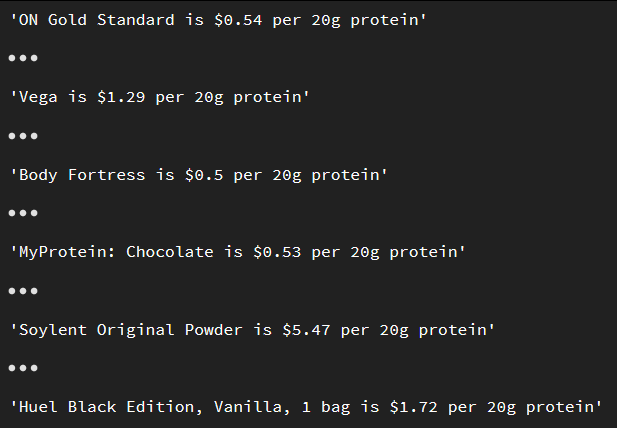 'ON Gold Standard is $0.54 per 20g protein'
•••
'Vega is $1.29 per 20g protein'
•••
'Body Fortress is $0.5 per 20g protein'
•••
'MyProtein: Chocolate is $0.53 per 20g protein'
•••
'Soylent Original Powder is $5.47 per 20g protein'
•••
'Huel Black Edition, Vanilla, 1 bag is $1.72 per 20g protein'